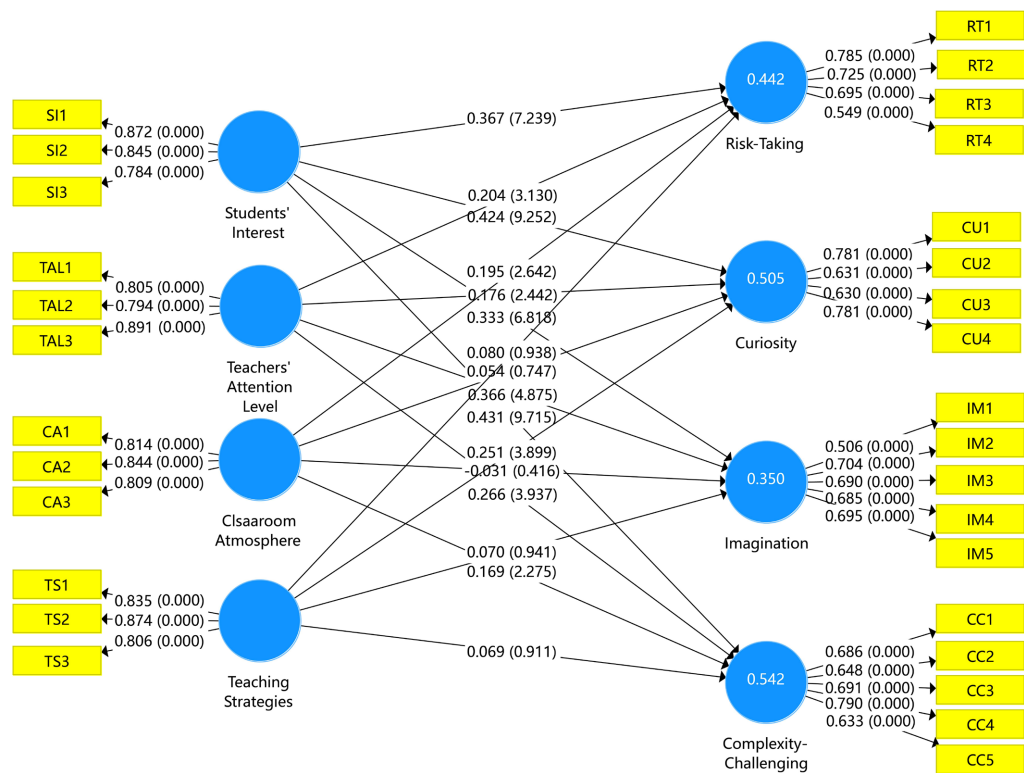 SI1
SI2
SI3
0.872 (0.000)
0.845 (0.000)
0.784 (0.000)
Students'
Interest
TAL1
TAL2
TAL3
0.805 (0.000)
0.794 (0.000)
0.891 (0.000)
Teachers'
Attention
Level
CA1
CA2
CA3
0.814 (0.000)
0.844 (0.000)
0.809 (0.000)
Clsaaroom
Atmosphere
TS1
TS2
TS3
0.835 (0.000)
0.874 (0.000)
0.806 (0.000)
Teaching
Strategies
0.367 (7.239)
0.204 (3.130)
0.424 (9.252)
0.195 (2.642)
0.176 (2.442)
0.333 (6.818)
0.080 (0.938)
0.054 (0.747)
0.366 (4.875)
0.431 (9.715)
0.251 (3.899)
-0.031 (0.416)
0.266 (3.937)
0.070 (0.941)
0.169 (2.275)
0.069 (0.911)
0.442
Risk-Taking
0.785 (0.000)
0.725 (0.000)
0.695 (0.000)
0.549 (0.000)
RT1
RT2
RT3
RT4
0.505
Curiosity
0.781 (0.000)
0.631 (0.000)
0.630 (0.000)
0.781 (0.000)
CU1
CU2
CU3
CU4
0.350
Imagination
0.506 (0.000)
0.704 (0.000)
0.690 (0.000)
0.685 (0.000)
0.695 (0.000)
IM1
IM2
IM3
IM4
IM5
0.542
Complexity-
Challenging
0.686 (0.000)
0.648 (0.000)
0.691 (0.000)
0.790 (0.000)
0.633 (0.000)
CC1
CC2
CC3
CC4
CC5